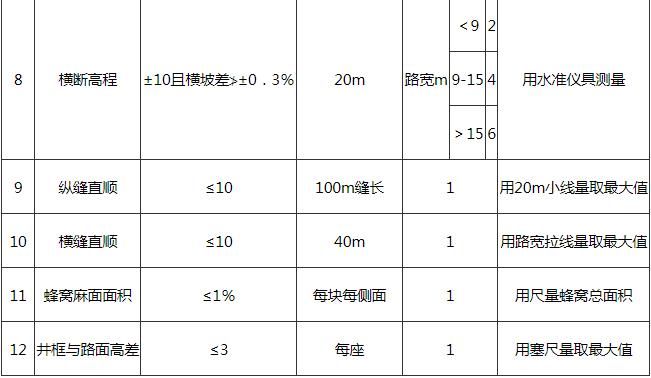 8 横断高程 ±10且横坡差≯±0．3% 20m 路宽m <9 2
9-15 4
>15 6
用水准仪具测量
9 纵缝直顺 ≤10 100m缝长 1 用20m小线量取最大值
10 横缝直顺 ≤10 40m 1 用路宽拉线量取最大值
11 蜂窝麻面面积 ≤1% 每块每侧面 1 用尺量蜂窝总面积
12 井框与路面高差 ≤3 每座 1 用塞尺量取最大值